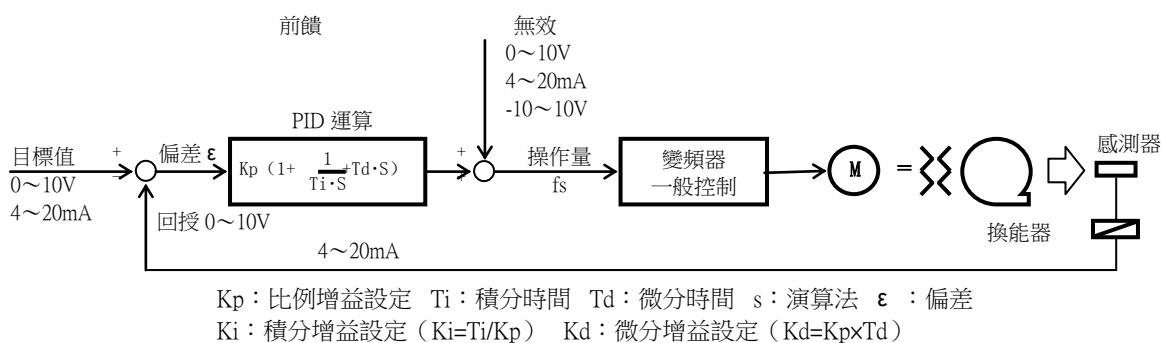 前饋
無效
0～10V
4～20mA
-10～10V
PID 運算
目標值
0～10V
4～20mA
+
−
偏差 ε
Kp（1+ 1/Ti·S +Td·S）
+
+
操作量
fs
變頻器
一般控制
M
=
感測器
換能器
回授 0～10V
4～20mA
Kp：比例增益設定 Ti：積分時間 Td：微分時間 s：演算法 ε ：偏差
Ki：積分增益設定（Ki=Ti/Kp） Kd：微分增益設定（Kd=Kp×Td）